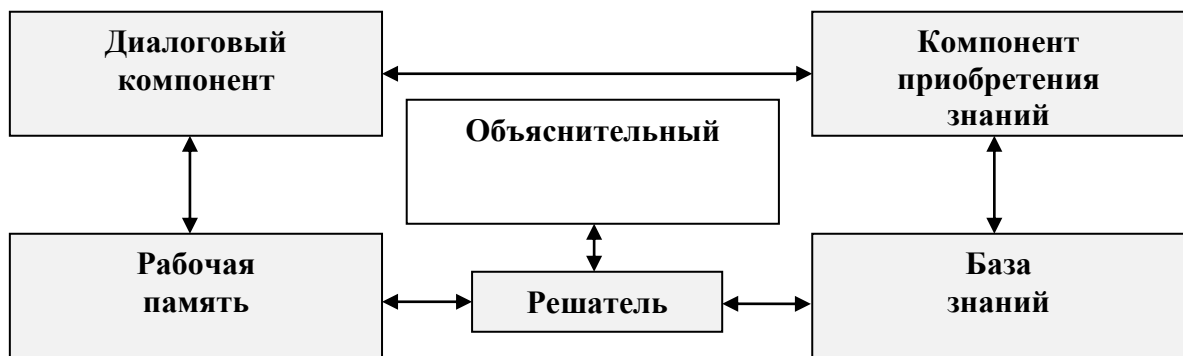 Диалоговый
компонент
Компонент
приобретения
знаний
Объяснительный
Рабочая
память
Решатель
База
знаний